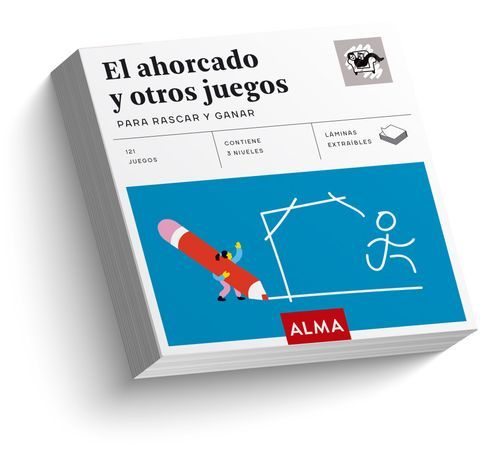 El ahorcado
y otros juegos
PARA RASCAR Y GANAR
121
JUEGOS
CONTIENE
3 NIVELES
LÁMINAS
EXTRAÍBLES
ALMA